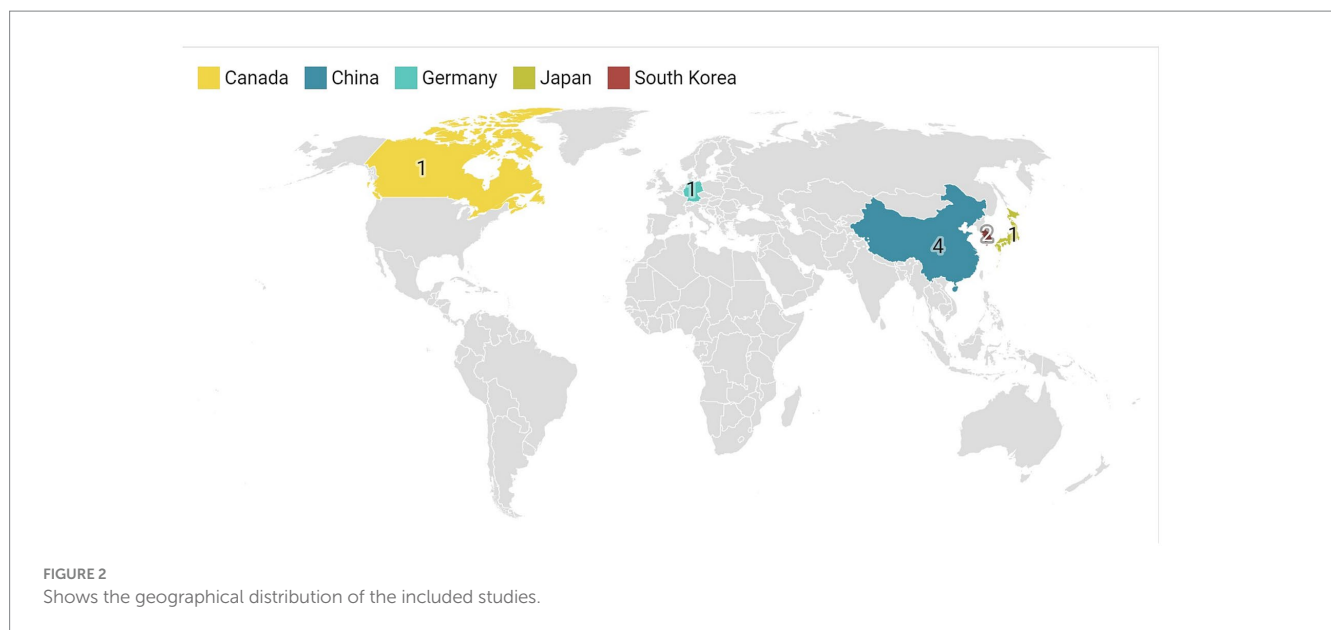 Canada China Germany Japan South Korea
1
1
4
2
1
FIGURE 2
Shows the geographical distribution of the included studies.